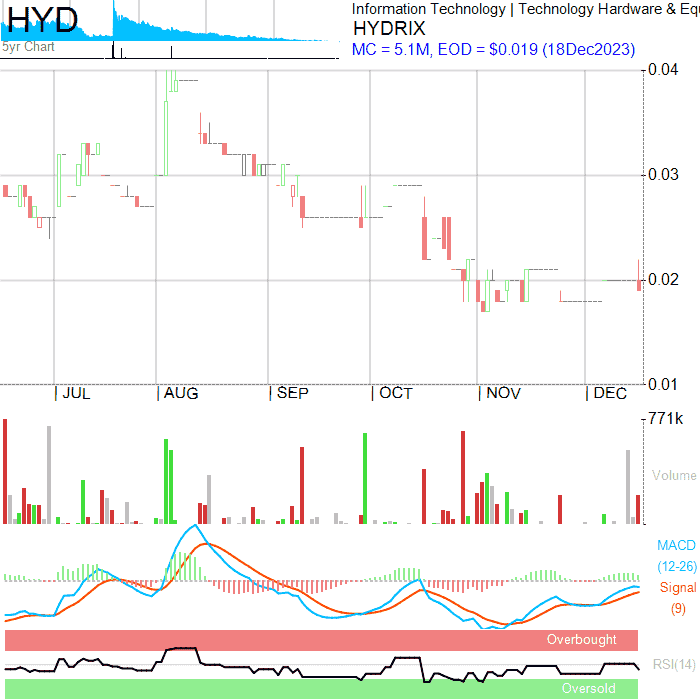 HYD
5yr Chart
Information Technology | Technology Hardware & Equ
HYDRIX
MC = 5.1M, EOD = $0.019 (18Dec2023)
0.04
0.03
0.02
0.01
| JUL | AUG | SEP | OCT | NOV | DEC
771k
Volume
MACD
(12-26)
Signal
(9)
Overbought
RSI(14)
Oversold